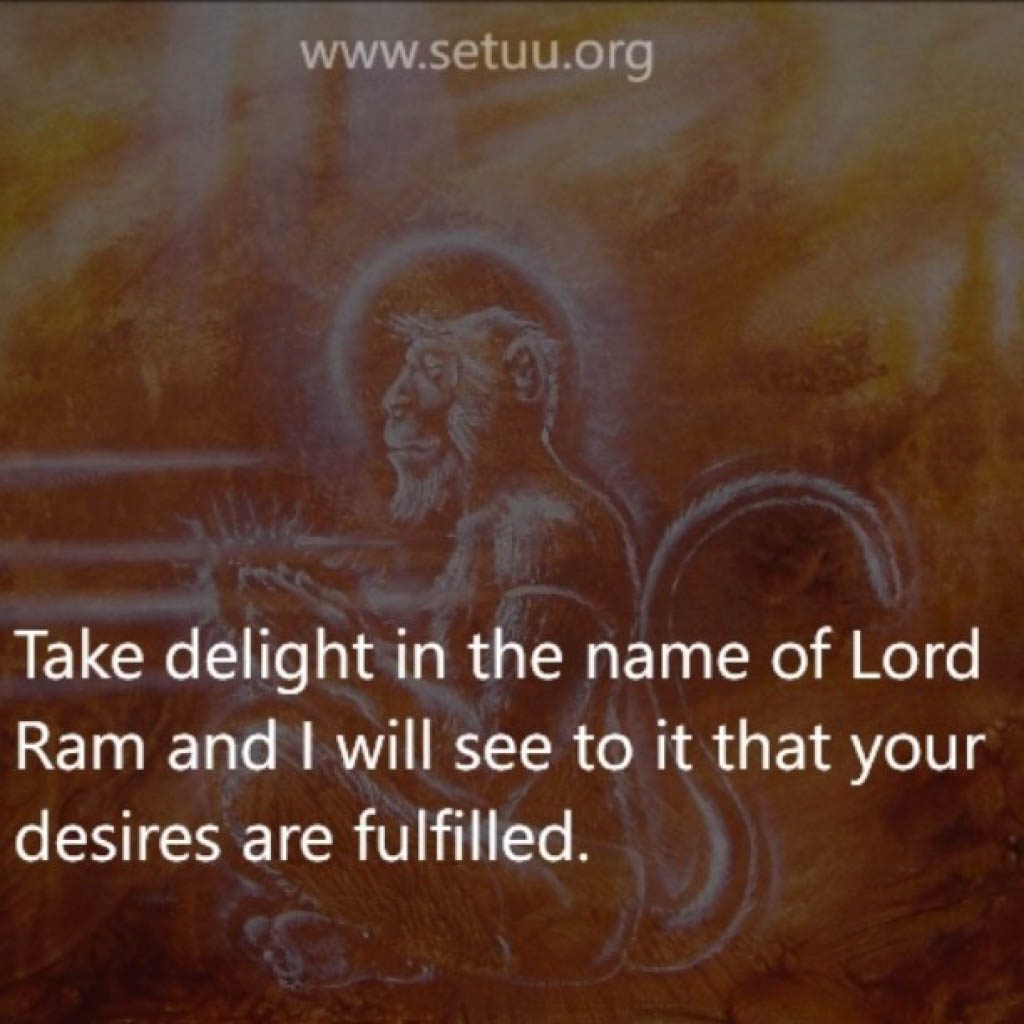 www.setuu.org
Take delight in the name of Lord
Ram and I will see to it that your
desires are fulfilled.